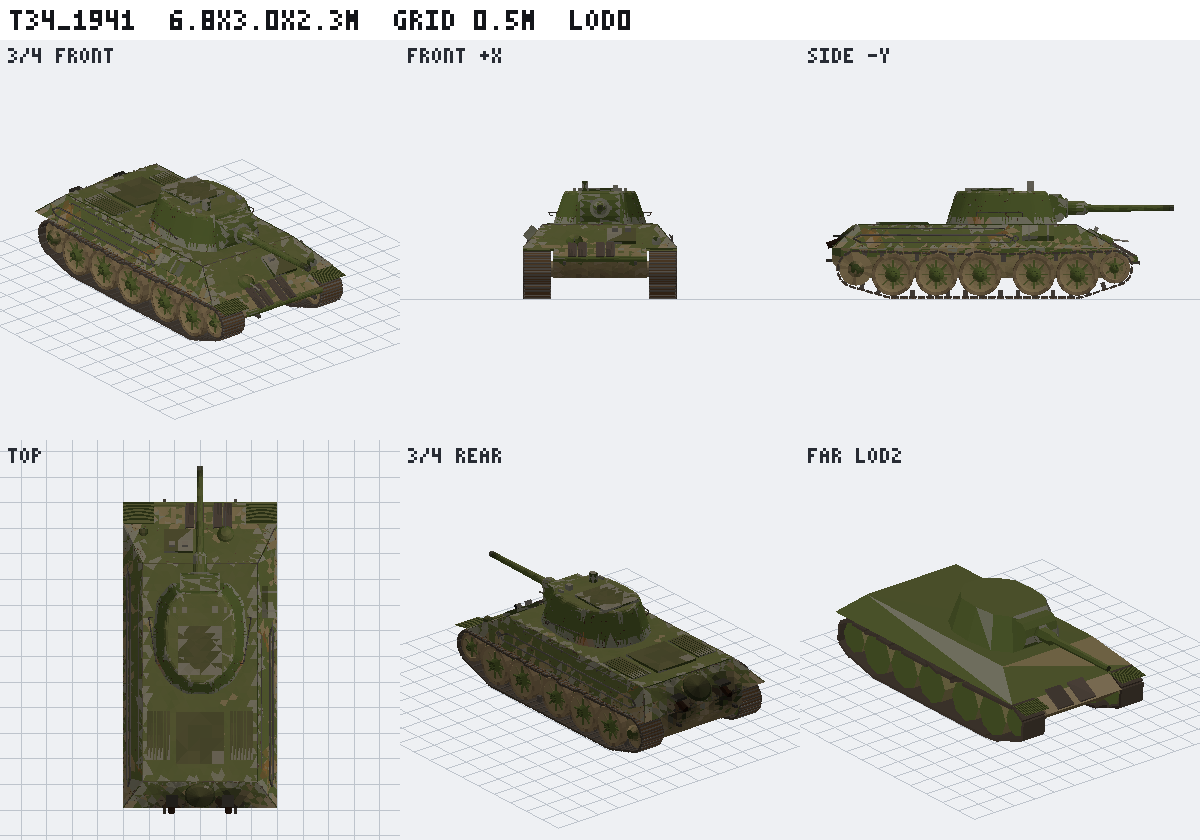 T34_1941 6.8X3.0X2.3M GRID 0.5M LOD0
3/4 FRONT
FRONT +X
SIDE -Y
TOP
3/4 REAR
FAR LOD2